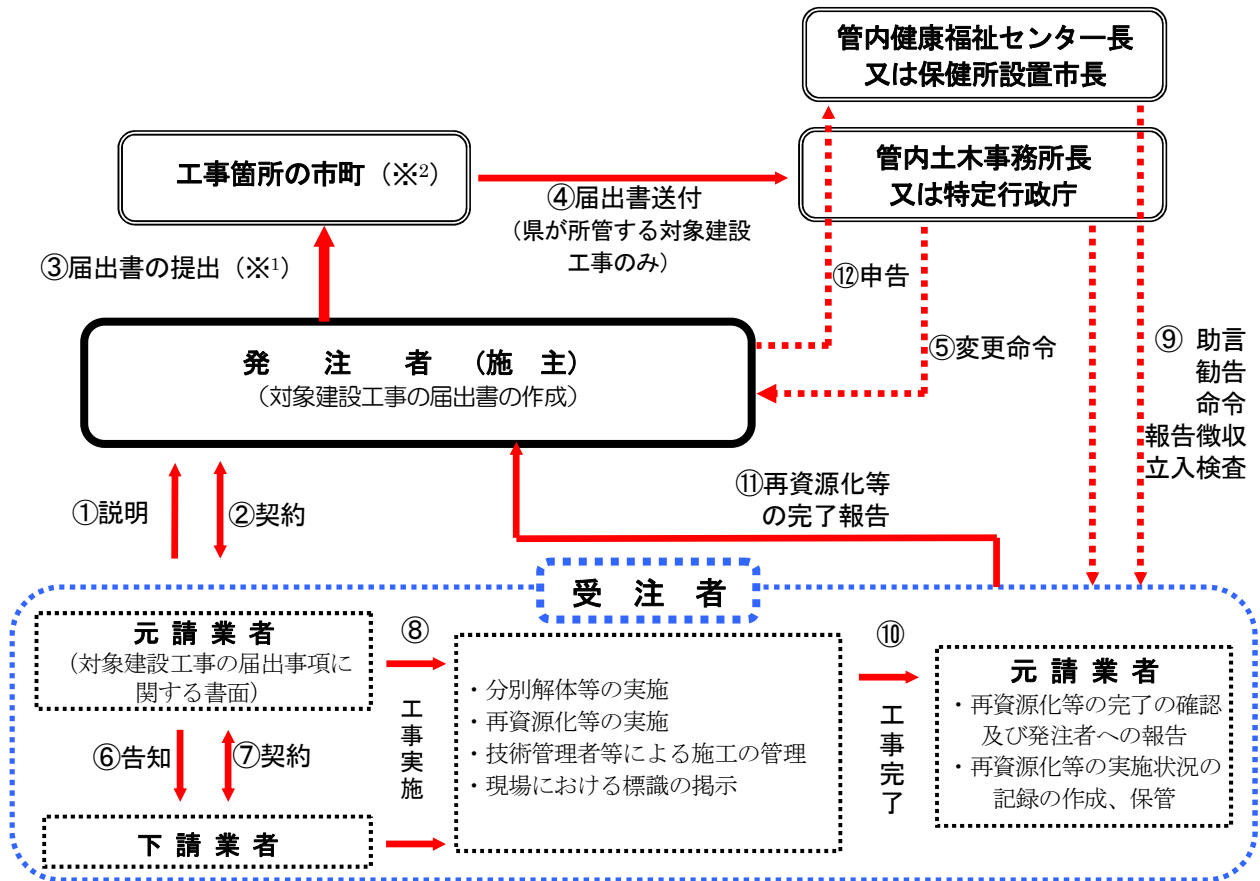 管内健康福祉センター長
又は保健所設置市長
工事箇所の市町（※2）
管内土木事務所長
又は特定行政庁
④届出書送付
（県が所管する対象建設
工事のみ）
③届出書の提出（※1）
⑫申告
⑤変更命令
⑨ 助言
勧告
命令
報告徴収
立入検査
発 注 者 （施 主）
（対象建設工事の届出書の作成）
①説明
②契約
⑪再資源化等
の完了報告
受 注 者
元 請 業 者
（対象建設工事の届出事項に
関する書面）
⑥告知
⑦契約
下 請 業 者
⑧
工事実施
・分別解体等の実施
・再資源化等の実施
・技術管理者等による施工の管理
・現場における標識の掲示
⑩
工事完了
元 請 業 者
・再資源化等の完了の確認
及び発注者への報告
・再資源化等の実施状況の
記録の作成、保管